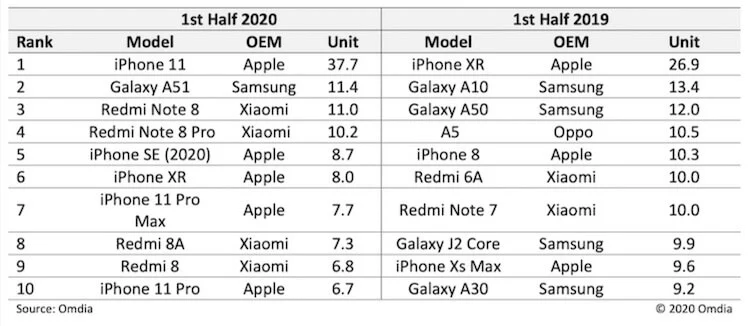 1st Half 2020 1st Half 2019
Rank Model OEM Unit Model OEM Unit
1 iPhone 11 Apple 37.7 iPhone XR Apple 26.9
2 Galaxy A51 Samsung 11.4 Galaxy A10 Samsung 13.4
3 Redmi Note 8 Xiaomi 11.0 Galaxy A50 Samsung 12.0
4 Redmi Note 8 Pro Xiaomi 10.2 A5 Oppo 10.5
5 iPhone SE (2020) Apple 8.7 iPhone 8 Apple 10.3
6 iPhone XR Apple 8.0 Redmi 6A Xiaomi 10.0
7 iPhone 11 Pro
Max Apple 7.7 Redmi Note 7 Xiaomi 10.0
8 Redmi 8A Xiaomi 7.3 Galaxy J2 Core Samsung 9.9
9 Redmi 8 Xiaomi 6.8 iPhone Xs Max Apple 9.6
10 iPhone 11 Pro Apple 6.7 Galaxy A30 Samsung 9.2
Source: Omdia © 2020 Omdia